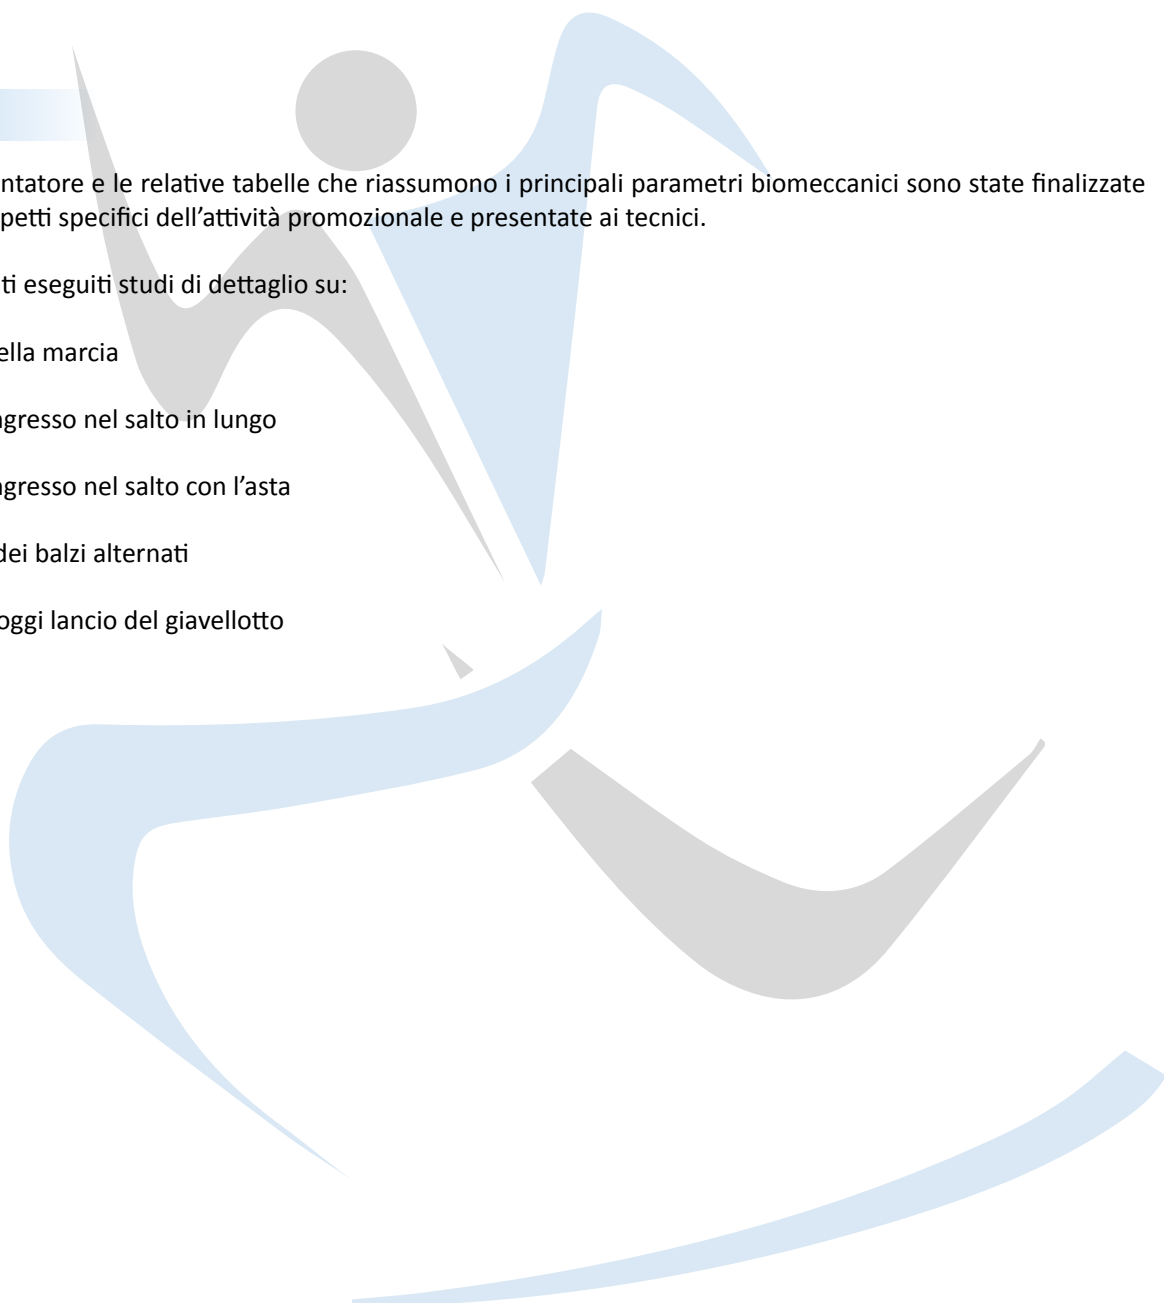 ntatore e le relative tabelle che riassumono i principali parametri biomeccanici sono state finalizzate
petti specifici dell’attività promozionale e presentate ai tecnici.
ti eseguiti studi di dettaglio su:
ella marcia
gresso nel salto in lungo
gresso nel salto con l’asta
dei balzi alternati
oggi lancio del giavellotto